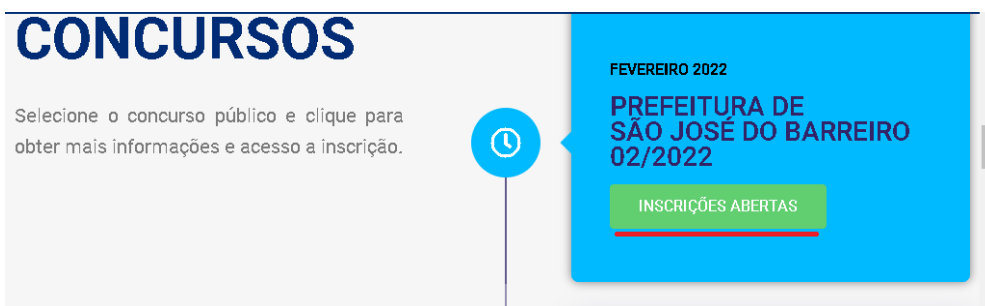 CONCURSOS
Selecione o concurso público e clique para
obter mais informações e acesso a inscrição.
FEVEREIRO 2022
PREFEITURA DE
SÃO JOSÉ DO BARREIRO
02/2022
INSCRIÇÕES ABERTAS